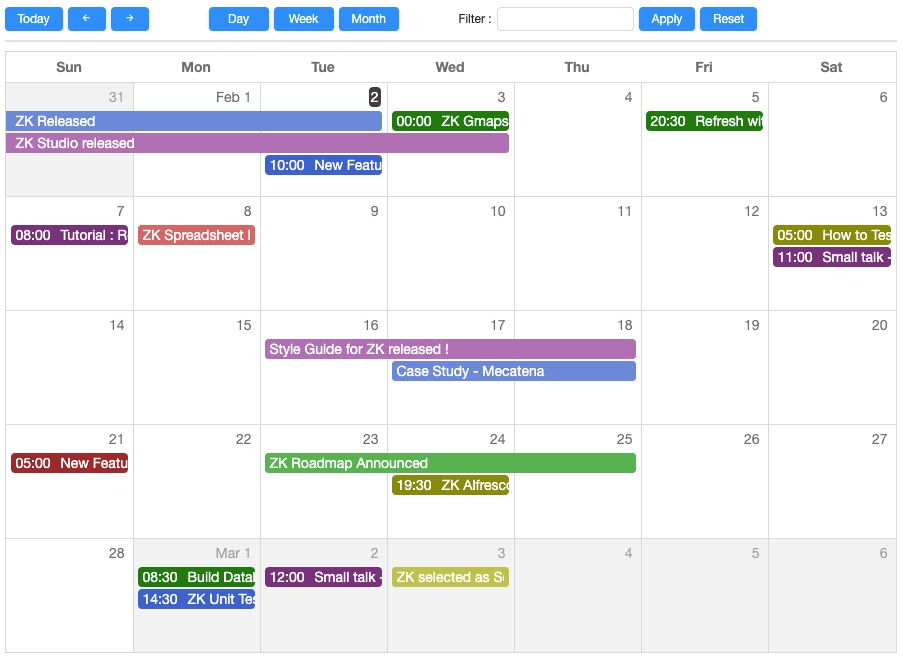 Today ← → Day Week Month Filter : Apply Reset
Sun Mon Tue Wed Thu Fri Sat
31 Feb 1 2 3 4 5 6
ZK Released 00:00 ZK Gmaps 20:30 Refresh wit
ZK Studio released
10:00 New Featu
7 8 9 10 11 12 13
08:00 Tutorial : R ZK Spreadsheet 05:00 How to Tes
11:00 Small talk -
14 15 16 17 18 19 20
Style Guide for ZK released !
Case Study - Mecatena
21 22 23 24 25 26 27
05:00 New Featu ZK Roadmap Announced
19:30 ZK Alfresco
28 Mar 1 2 3 4 5 6
08:30 Build Data 12:00 Small talk - ZK selected as S
14:30 ZK Unit Tes